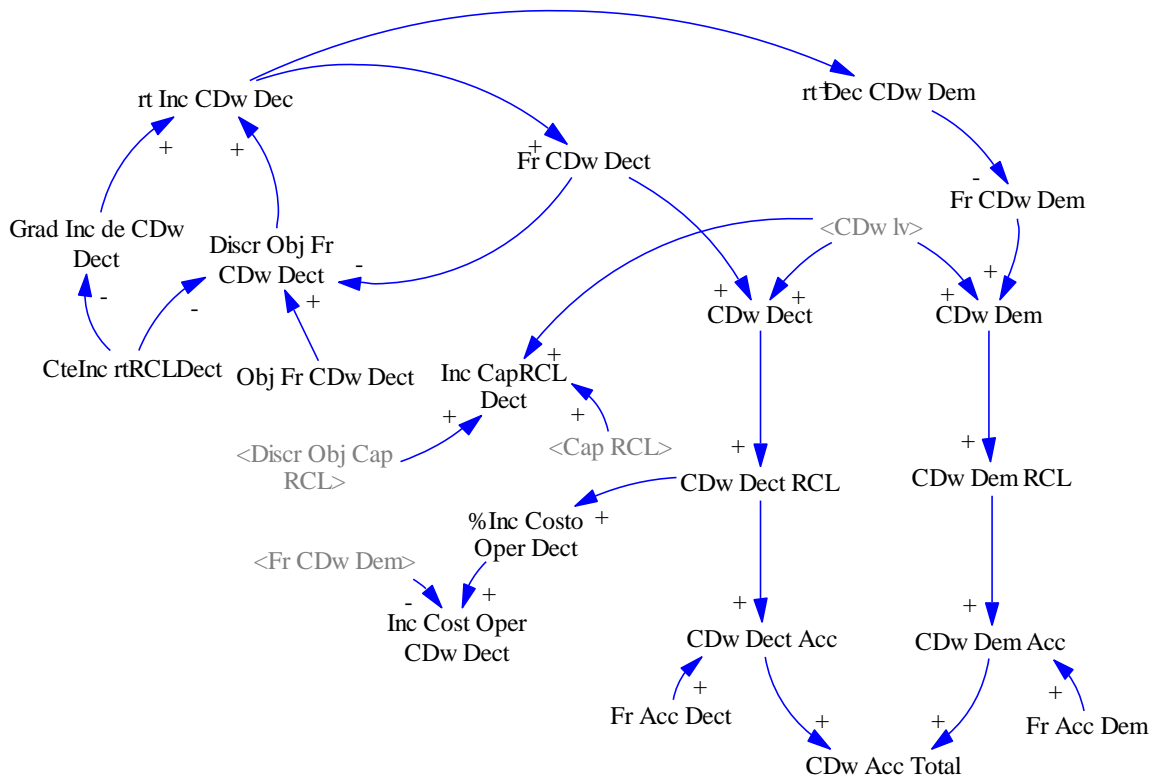 rt Inc CDw Dec
rt Dec CDw Dem
+
+
+
+
Fr CDw Dect
-
Fr CDw Dem
Grad Inc de CDw
Dect
Discr Obj Fr
CDw Dect
<CDw lv>
-
+
-
-
+
+
+
+
CDw Dect
CDw Dem
CteInc rtRCLDect
Obj Fr CDw Dect
+
Inc CapRCL
Dect
+
+
<Discr Obj Cap
RCL>
<Cap RCL>
+
+
CDw Dect RCL
CDw Dem RCL
%Inc Costo
Oper Dect
+
<Fr CDw Dem>
-
+
Inc Cost Oper
CDw Dect
+
+
CDw Dect Acc
CDw Dem Acc
+
+
Fr Acc Dect
Fr Acc Dem
+
+
CDw Acc Total